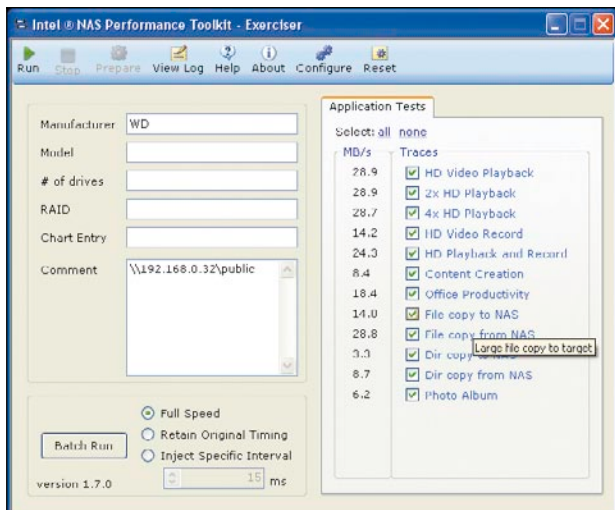 Intel ® NAS Performance Toolkit - Exerciser
Run Stop Prepare View Log Help About Configure Reset
Manufacturer WD
Model
# of drives
RAID
Chart Entry
Comment \\192.168.0.32\public
Batch Run
Full Speed
Retain Original Timing
Inject Specific Interval
15 ms
version 1.7.0
Application Tests
Select: all none
MB/s Traces
28.9 HD Video Playback
28.9 2x HD Playback
28.7 4x HD Playback
14.2 HD Video Record
24.3 HD Playback and Record
8.4 Content Creation
18.4 Office Productivity
14.0 File copy to NAS
28.8 File copy from NAS
Large file copy to target
3.3 Dir copy to NAS
8.7 Dir copy from NAS
6.2 Photo Album